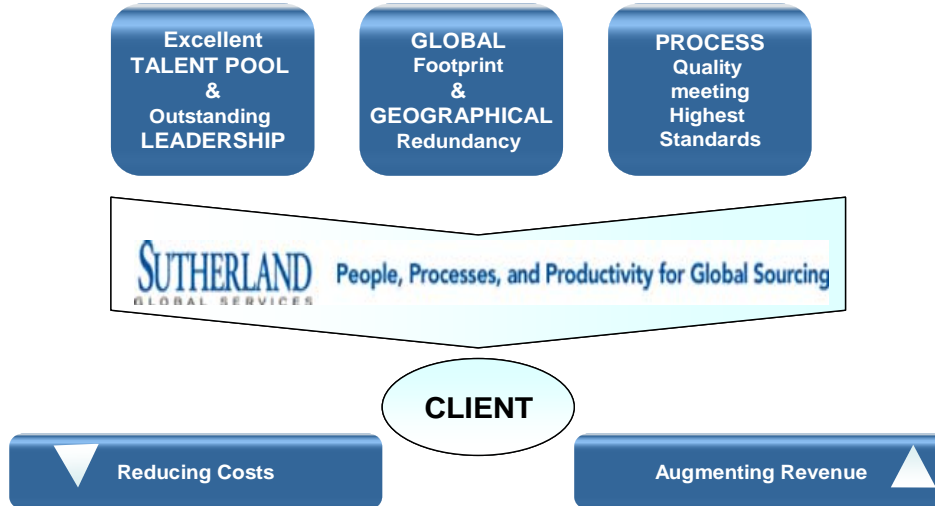 Excellent
TALENT POOL
&
Outstanding
LEADERSHIP
GLOBAL
Footprint
&
GEOGRAPHICAL
Redundancy
PROCESS
Quality
meeting
Highest
Standards
SUTHERLAND
GLOBAL SERVICES
People, Processes, and Productivity for Global Sourcing
CLIENT
Reducing Costs
Augmenting Revenue